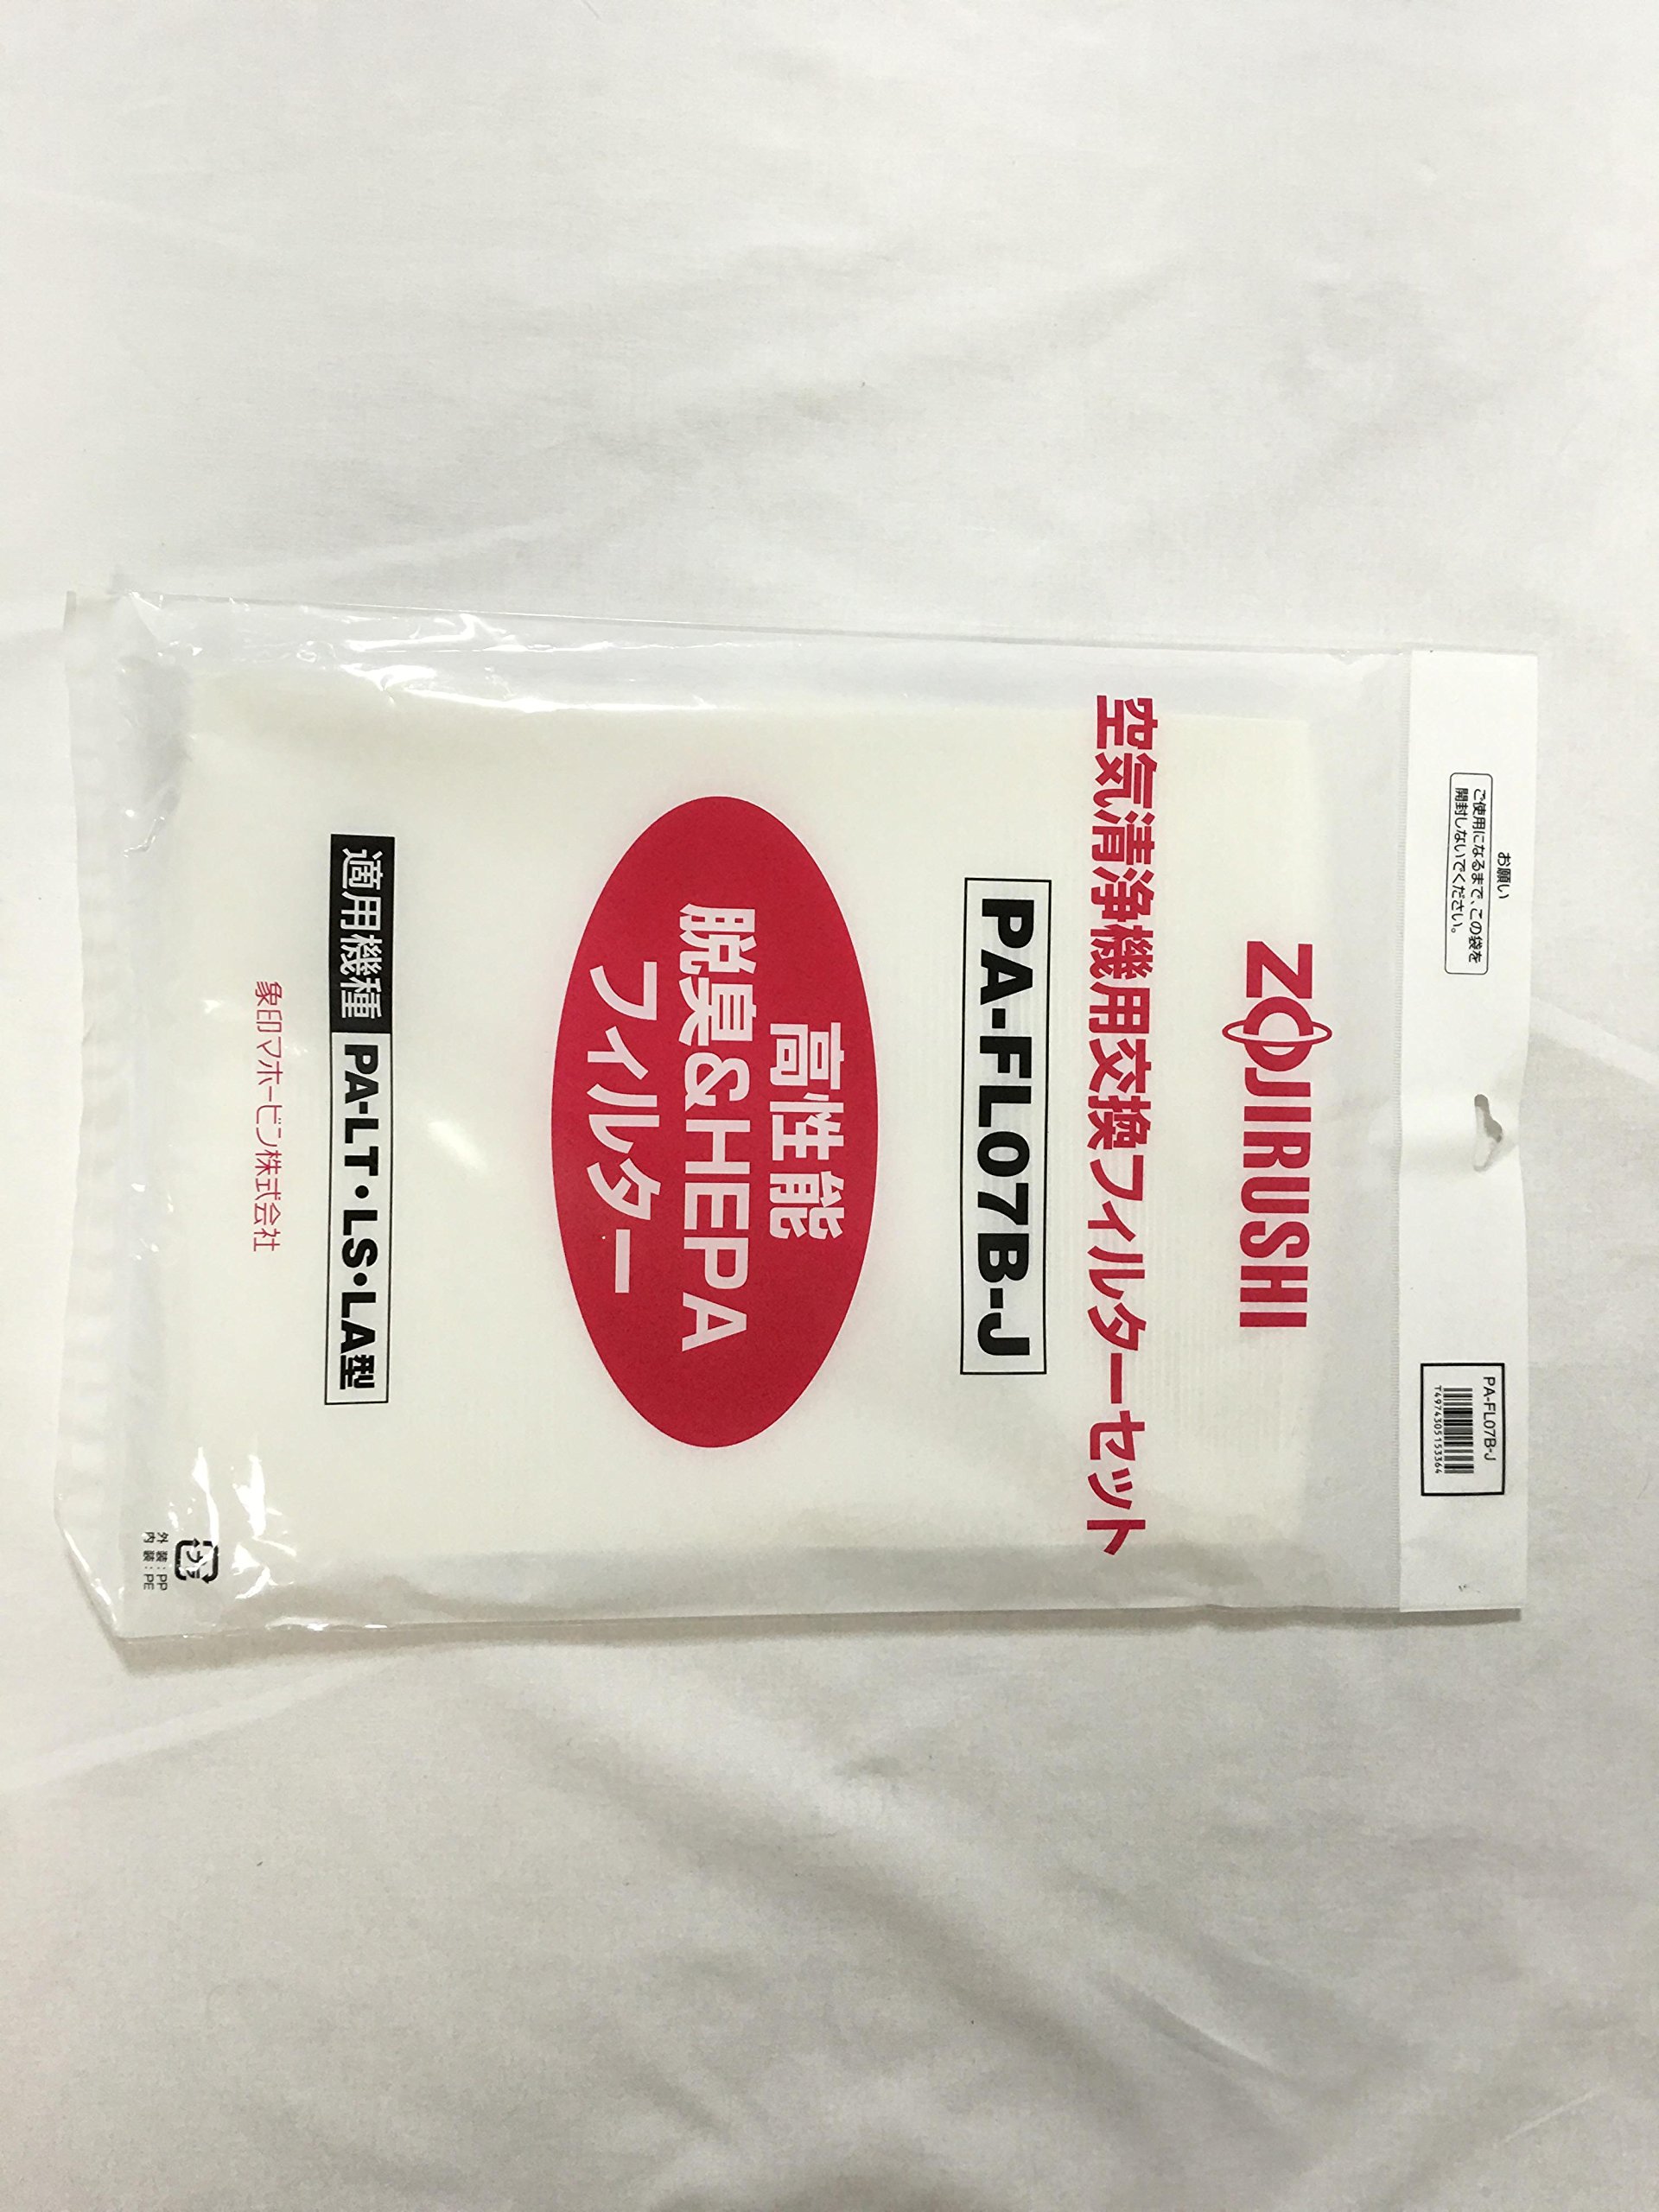 お願い
ご使用になるまで、この袋を
開封しないでください。
PA-FL07B-J
T4974305153364
ZOJIRUSHI
空気清浄機用交換フィルターセット
PA-FL07B-J
高性能
脱臭&HEPA
フィルター
適用機種 PA-LT・LS・LA型
象印マホービン株式会社
プラ
外装:PP
内装:PE